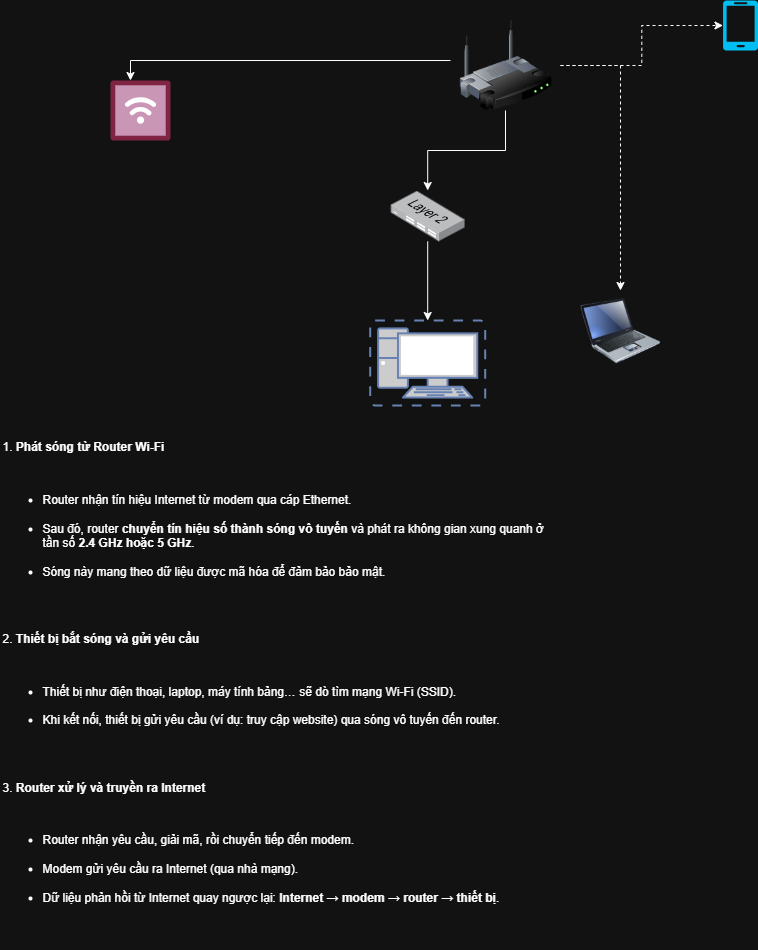 Layer 2
1. Phát sóng từ Router Wi-Fi
• Router nhận tín hiệu Internet từ modem qua cáp Ethernet.
• Sau đó, router chuyển tín hiệu số thành sóng vô tuyến và phát ra không gian xung quanh ở
tần số 2.4 GHz hoặc 5 GHz.
• Sóng này mang theo dữ liệu được mã hóa để đảm bảo bảo mật.
2. Thiết bị bắt sóng và gửi yêu cầu
• Thiết bị như điện thoại, laptop, máy tính bảng… sẽ dò tìm mạng Wi-Fi (SSID).
• Khi kết nối, thiết bị gửi yêu cầu (ví dụ: truy cập website) qua sóng vô tuyến đến router.
3. Router xử lý và truyền ra Internet
• Router nhận yêu cầu, giải mã, rồi chuyển tiếp đến modem.
• Modem gửi yêu cầu ra Internet (qua nhà mạng).
• Dữ liệu phản hồi từ Internet quay ngược lại: Internet → modem → router → thiết bị.